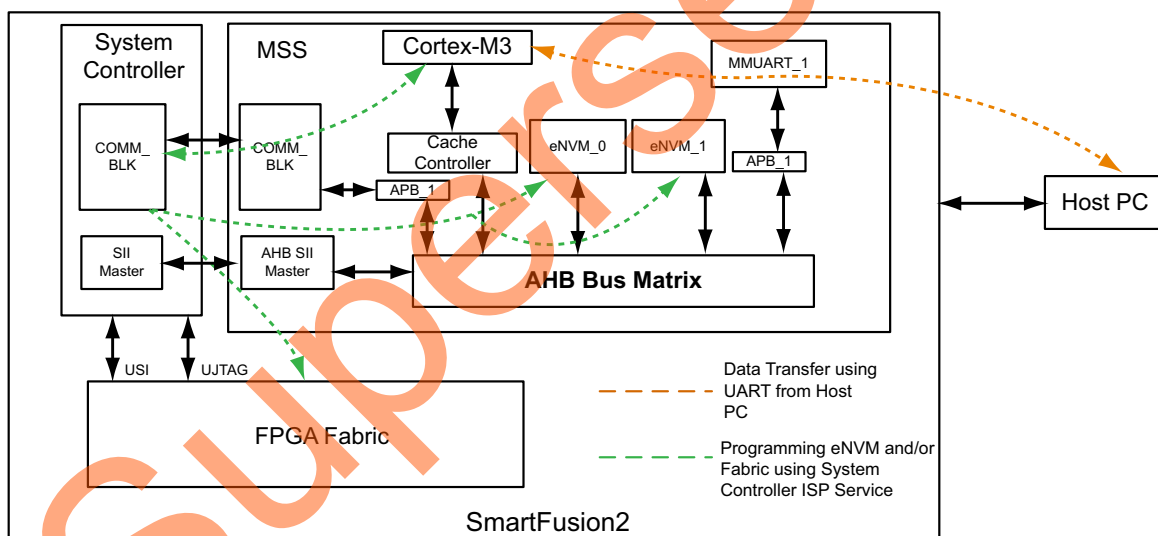 System
Controller
MSS
Cortex-M3
MMUART_1
COMM_
BLK
COMM_
BLK
Cache
Controller
eNVM_0
eNVM_1
APB_1
APB_1
Host PC
SII
Master
AHB SII
Master
AHB Bus Matrix
USI
UJTAG
FPGA Fabric
Data Transfer using
UART from Host
PC
Programming eNVM and/or
Fabric using System
Controller ISP Service
SmartFusion2
Superse